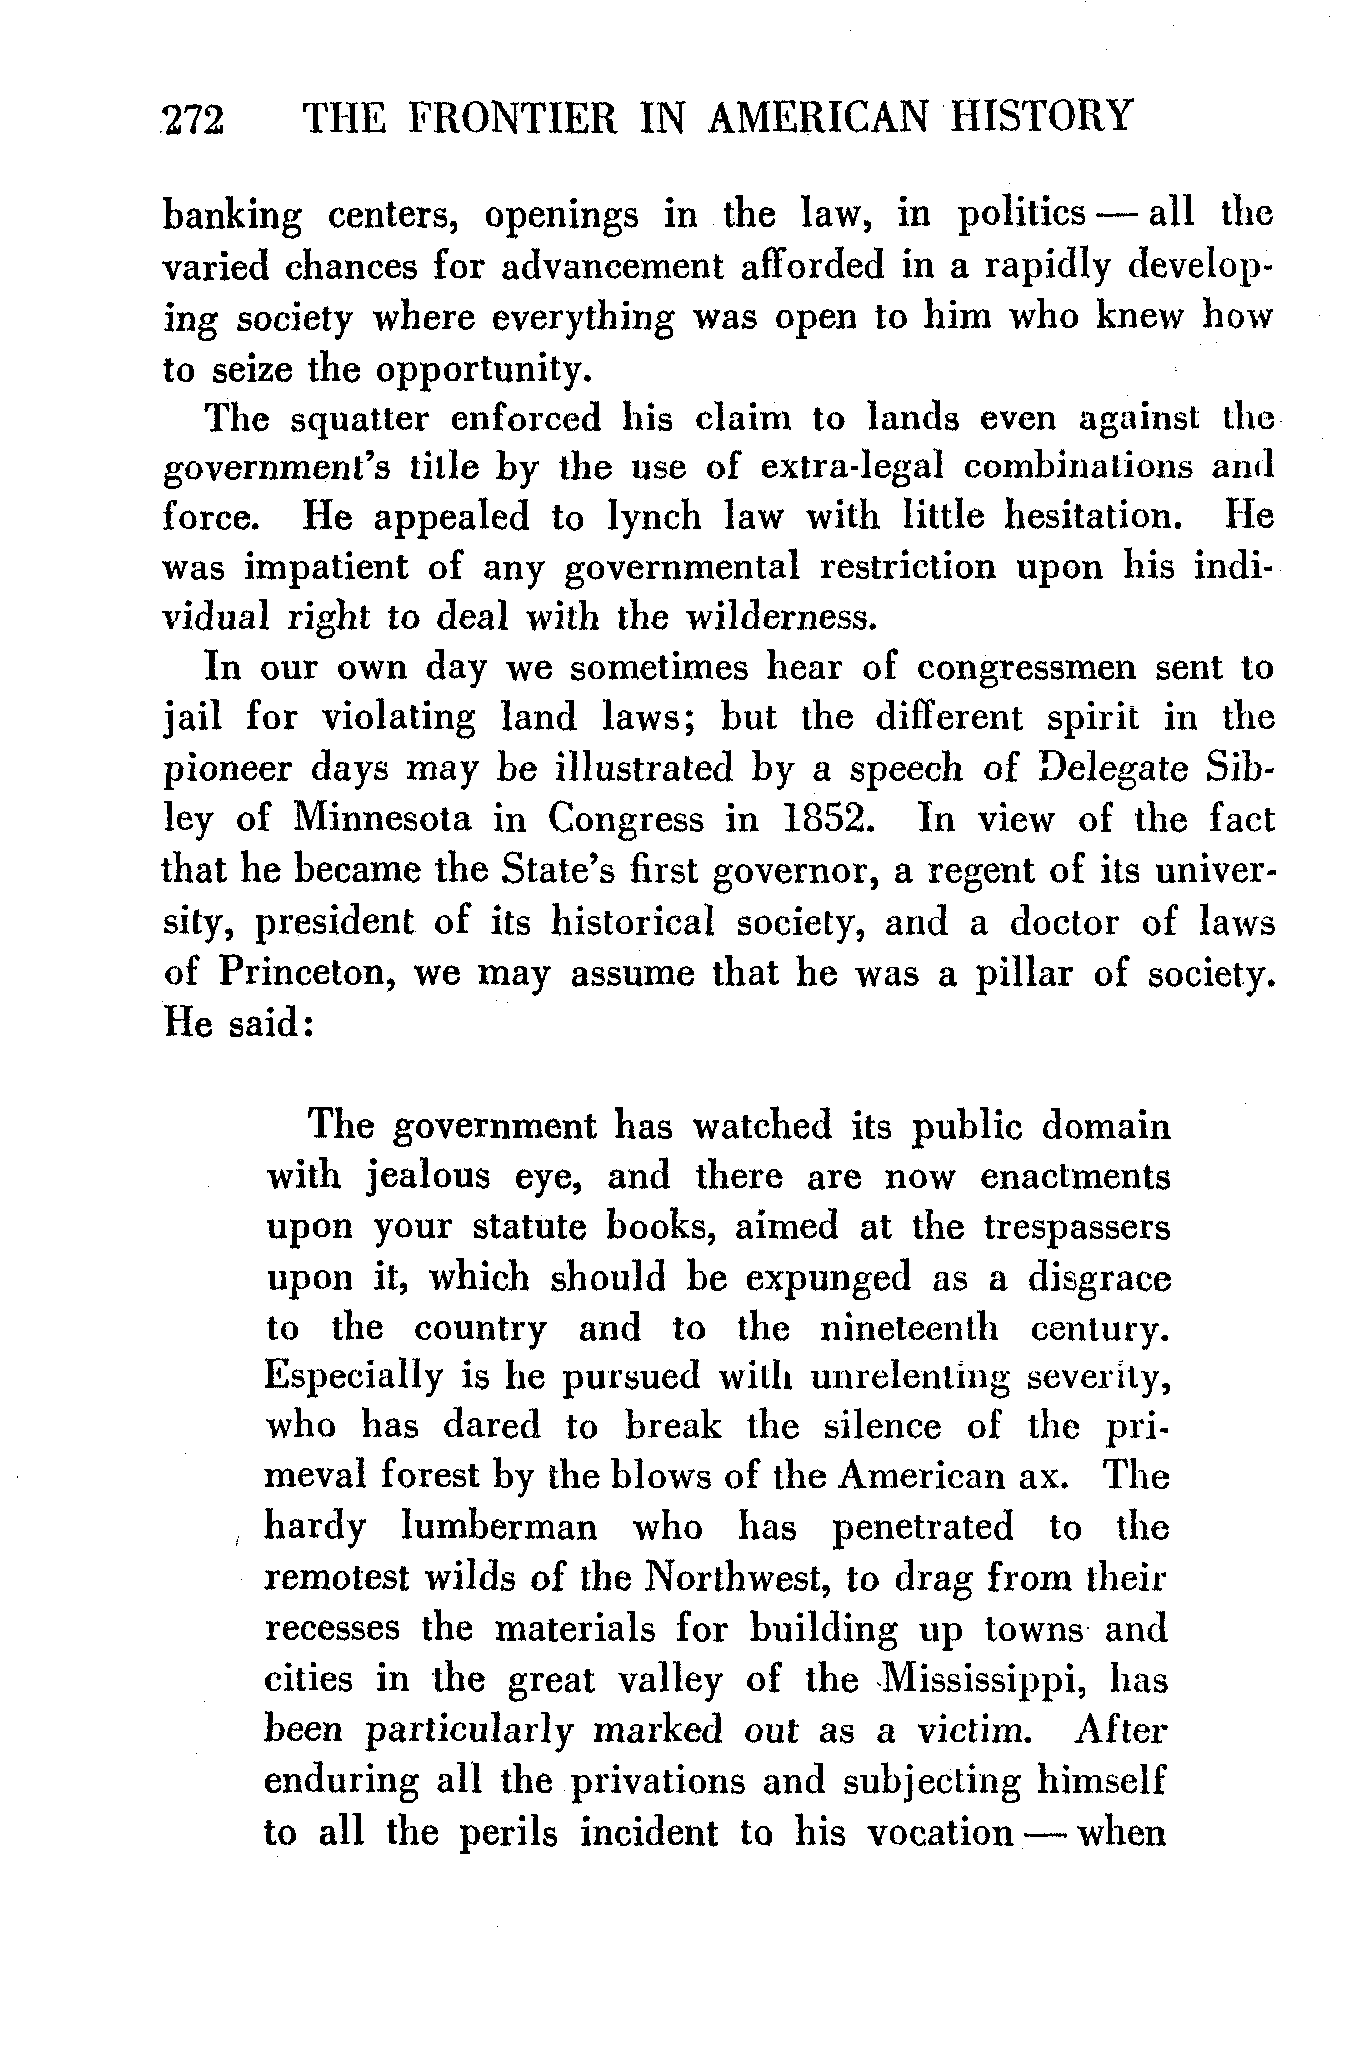 272 THE FRONTIER IN AMERICAN HISTORY
banking centers, openings in the law, in politics — all the
varied chances for advancement afforded in a rapidly develop-
ing society where everything was open to him who knew how
to seize the opportunity.
The squatter enforced his claim to lands even against the
government's title by the use of extra-legal combinations and
force. He appealed to lynch law with little hesitation. He
was impatient of any governmental restriction upon his indi-
vidual right to deal with the wilderness.
In our own day we sometimes hear of congressmen sent to
jail for violating land laws; but the different spirit in the
pioneer days may be illustrated by a speech of Delegate Sib-
ley of Minnesota in Congress in 1852. In view of the fact
that he became the State's first governor, a regent of its univer-
sity, president of its historical society, and a doctor of laws
of Princeton, we may assume that he was a pillar of society.
He said:
The government has watched its public domain
with jealous eye, and there are now enactments
upon your statute books, aimed at the trespassers
upon it, which should be expunged as a disgrace
to the country and to the nineteenth century.
Especially is he pursued with unrelenting severity,
who has dared to break the silence of the pri-
meval forest by the blows of the American ax. The
hardy lumberman who has penetrated to the
remotest wilds of the Northwest, to drag from their
recesses the materials for building up towns and
cities in the great valley of the Mississippi, has
been particularly marked out as a victim. After
enduring all the privations and subjecting himself
to all the perils incident to his vocation — when